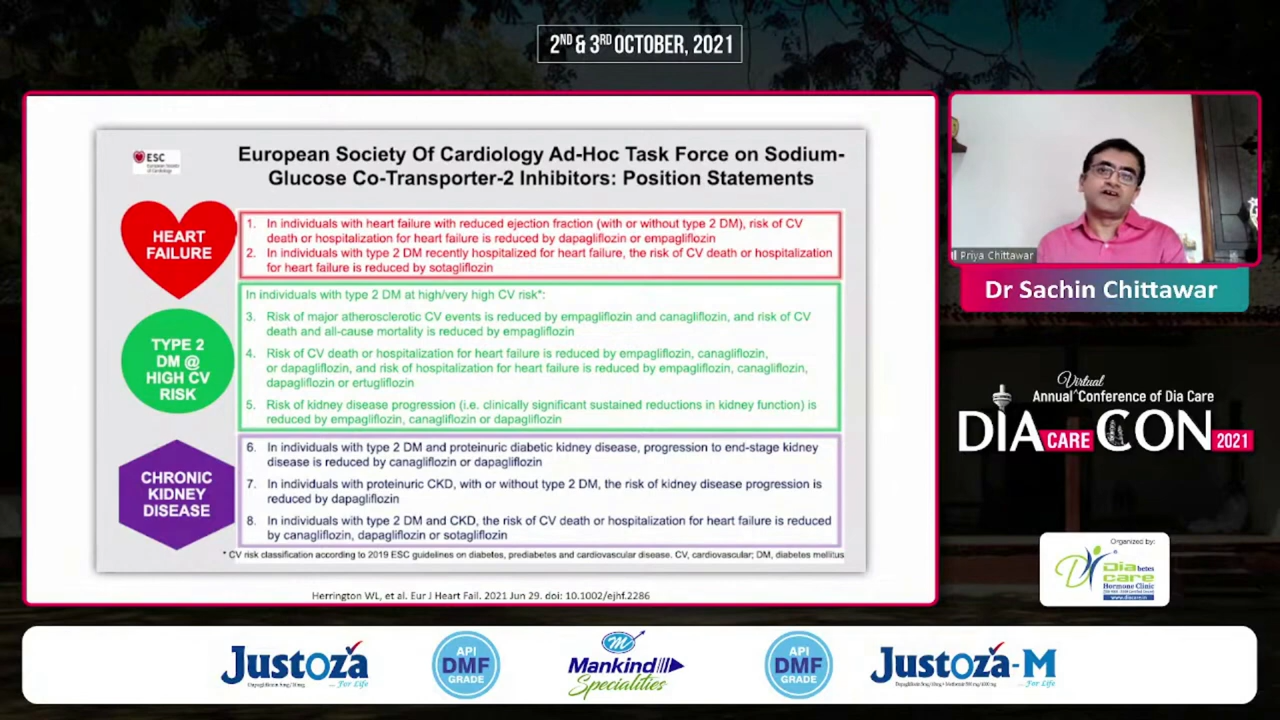 2ND & 3RD OCTOBER, 2021
ESC
European Society
of Cardiology
European Society Of Cardiology Ad-Hoc Task Force on Sodium-
Glucose Co-Transporter-2 Inhibitors: Position Statements
HEART
FAILURE
1. In individuals with heart failure with reduced ejection fraction (with or without type 2 DM), risk of CV
death or hospitalization for heart failure is reduced by dapagliflozin or empagliflozin
2. In individuals with type 2 DM recently hospitalized for heart failure, the risk of CV death or hospitalization
for heart failure is reduced by sotagliflozin
TYPE 2
DM @
HIGH CV
RISK
In individuals with type 2 DM at high/very high CV risk*:
3. Risk of major atherosclerotic CV events is reduced by empagliflozin and canagliflozin, and risk of CV
death and all-cause mortality is reduced by empagliflozin
4. Risk of CV death or hospitalization for heart failure is reduced by empagliflozin, canagliflozin,
or dapagliflozin, and risk of hospitalization for heart failure is reduced by empagliflozin, canagliflozin,
dapagliflozin or ertugliflozin
5. Risk of kidney disease progression (i.e. clinically significant sustained reductions in kidney function) is
reduced by empagliflozin, canagliflozin or dapagliflozin
CHRONIC
KIDNEY
DISEASE
6. In individuals with type 2 DM and proteinuric diabetic kidney disease, progression to end-stage kidney
disease is reduced by canagliflozin or dapagliflozin
7. In individuals with proteinuric CKD, with or without type 2 DM, the risk of kidney disease progression is
reduced by dapagliflozin
8. In individuals with type 2 DM and CKD, the risk of CV death or hospitalization for heart failure is reduced
by canagliflozin, dapagliflozin or sotagliflozin
* CV risk classification according to 2019 ESC guidelines on diabetes, prediabetes and cardiovascular disease. CV, cardiovascular; DM, diabetes mellitus
Herrington WL, et al. Eur J Heart Fail. 2021 Jun 29. doi: 10.1002/ejhf.2286
Priya Chittawar
Dr Sachin Chittawar
Virtual
Annual ^ Conference of Dia Care
DIA CARE CON 2021
Organized by:
Diabetes
care
Hormone Clinic
www.diacare.in
Justoza
...For Life
API
DMF
GRADE
Mankind
Specialities
API
DMF
GRADE
Justoza-M
...For Life